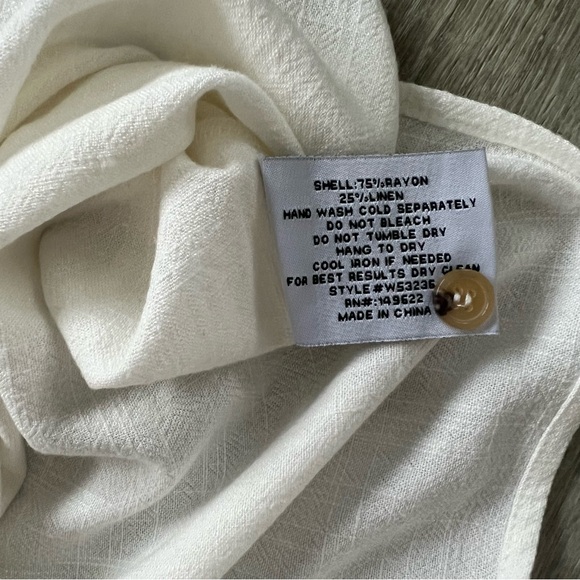 SHELL:75%RAYON
25%LINEN
HAND WASH COLD SEPARATELY
DO NOT BLEACH
DO NOT TUMBLE DRY
HANG TO DRY
COOL IRON IF NEEDED
FOR BEST RESULTS DRY CLEAN
STYLE#W53236
RN#:149622
MADE IN CHINA